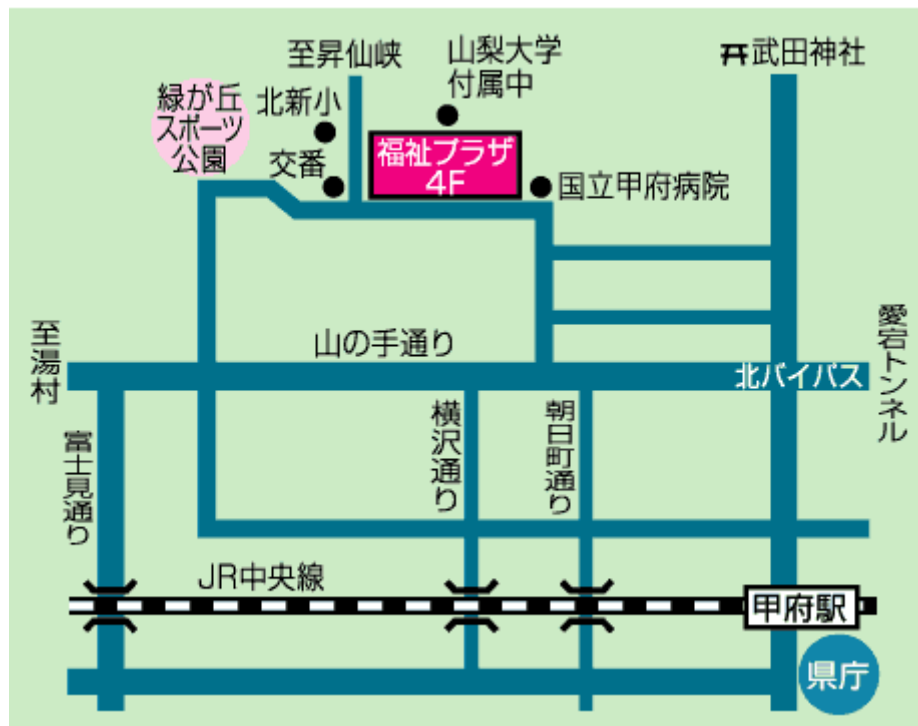 至昇仙峡
山梨大学
付属中
武田神社
緑が丘
スポーツ
公園
北新小
交番
福祉プラザ
4F
国立甲府病院
至湯村
山の手通り
北バイパス
愛宕トンネル
富士見通り
横沢通り
朝日町通り
JR中央線
甲府駅
県庁